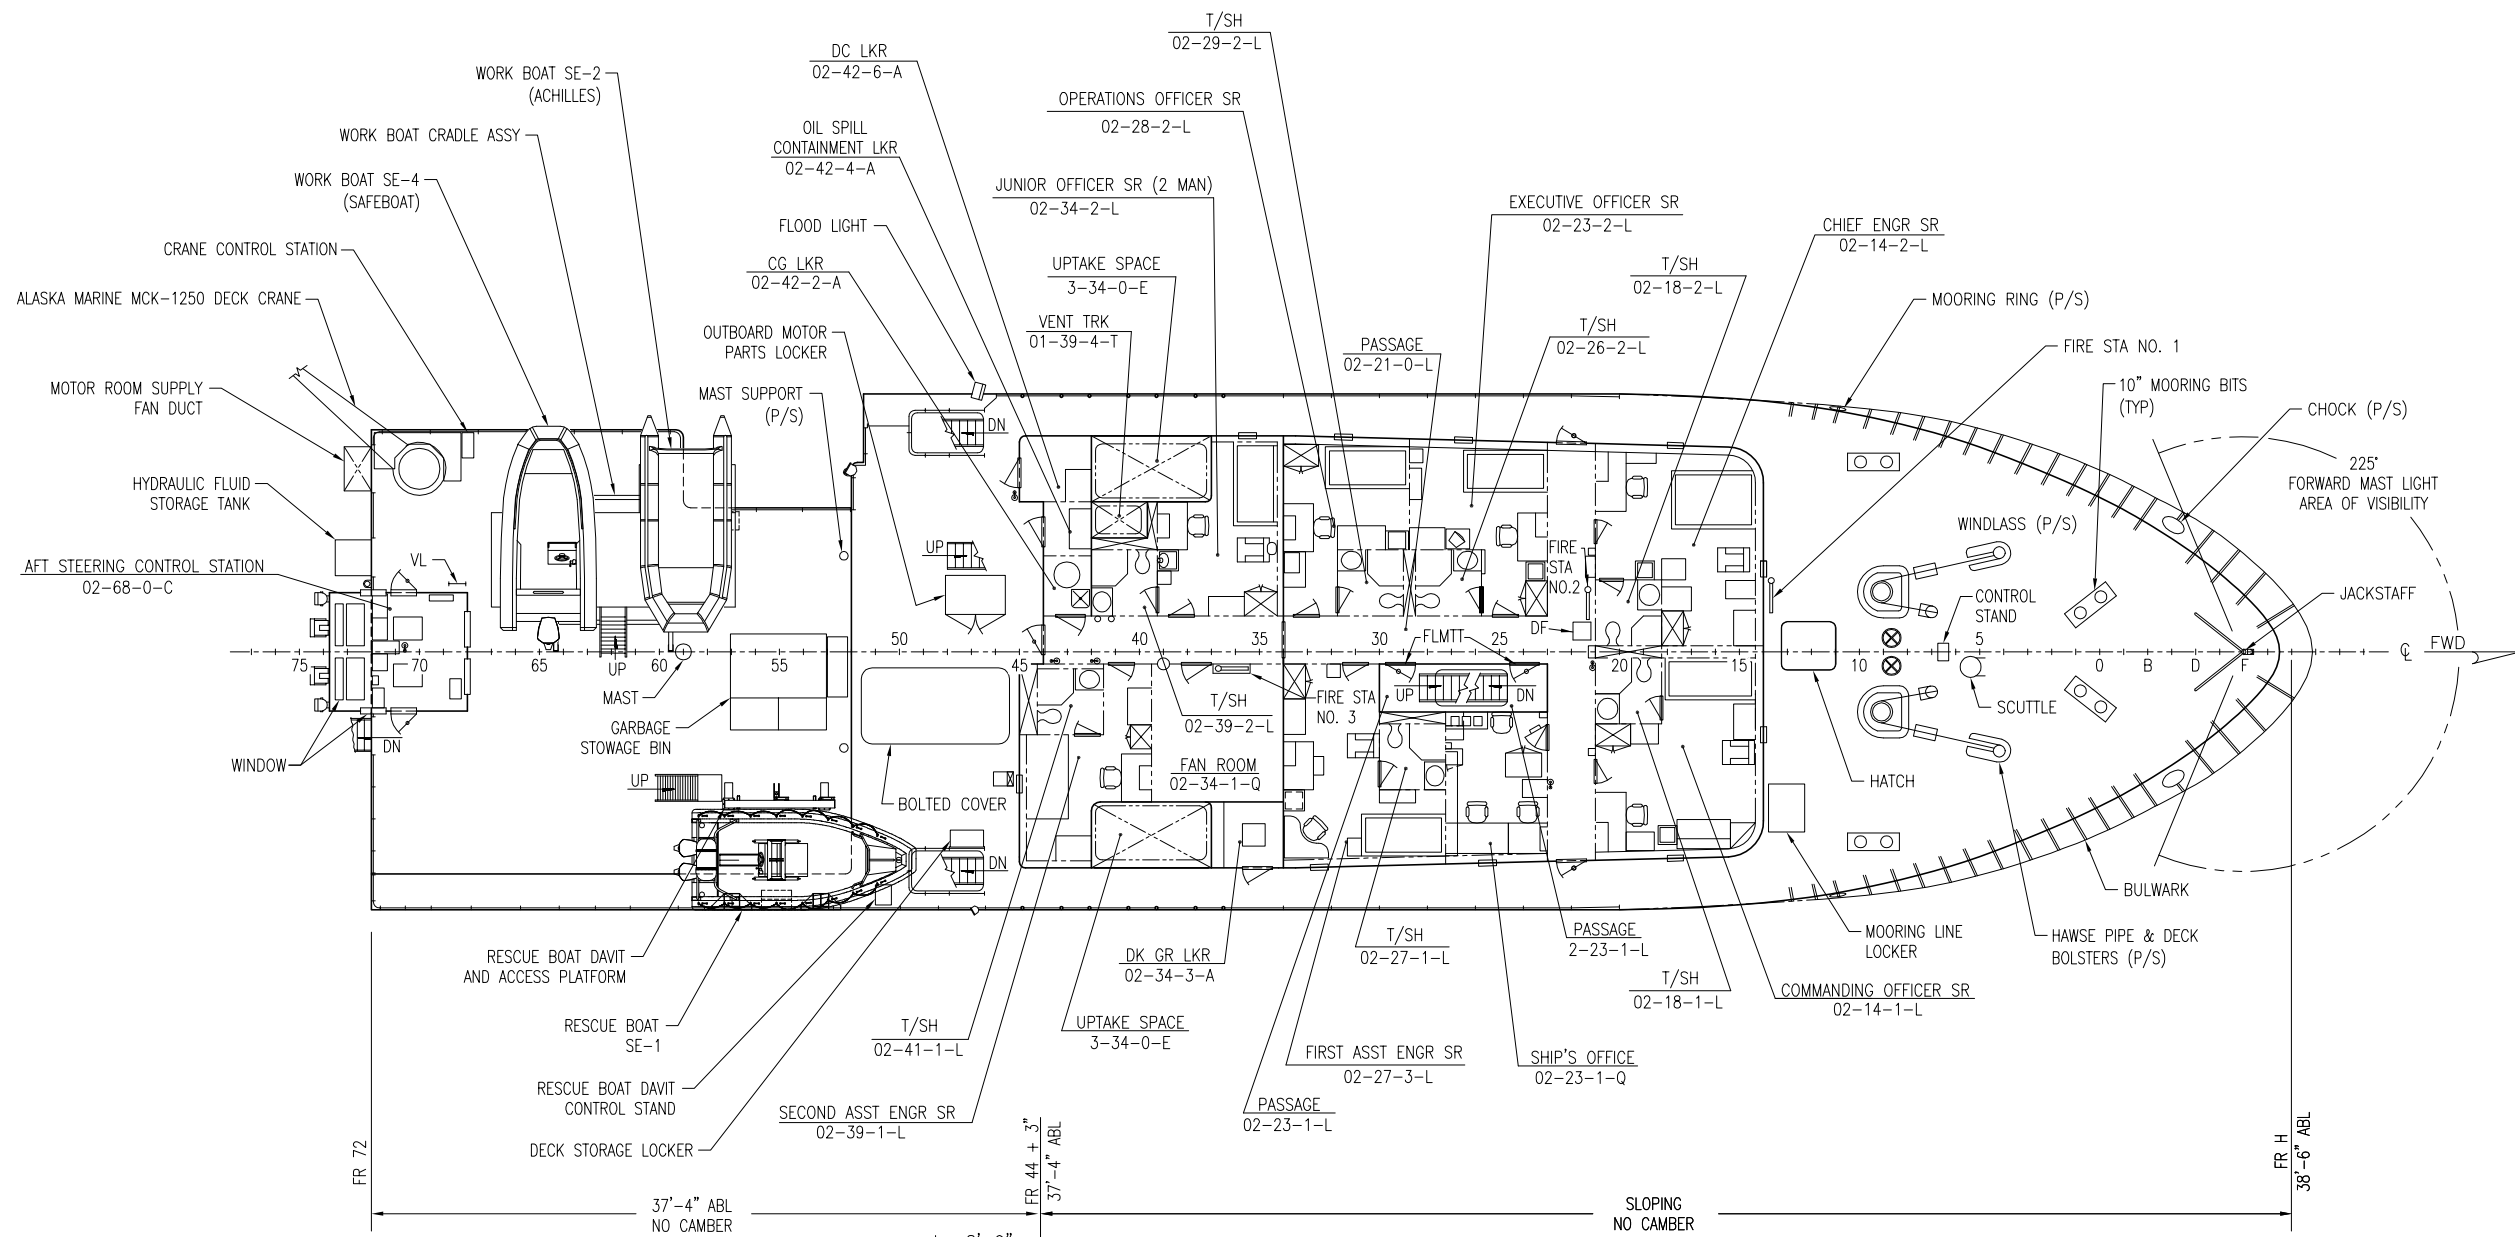 T/SH
02-29-2-L
DC LKR
02-42-6-A
WORK BOAT SE-2
(ACHILLES)
OPERATIONS OFFICER SR
02-28-2-L
WORK BOAT CRADLE ASSY
OIL SPILL
CONTAINMENT LKR
02-42-4-A
WORK BOAT SE-4
(SAFEBOAT)
JUNIOR OFFICER SR (2 MAN)
02-34-2-L
EXECUTIVE OFFICER SR
02-23-2-L
FLOOD LIGHT
CHIEF ENGR SR
02-14-2-L
CRANE CONTROL STATION
CG LKR
02-42-2-A
UPTAKE SPACE
3-34-0-E
T/SH
02-18-2-L
ALASKA MARINE MCK-1250 DECK CRANE
MOORING RING (P/S)
VENT TRK
01-39-4-T
T/SH
02-26-2-L
OUTBOARD MOTOR
PARTS LOCKER
PASSAGE
02-21-0-L
FIRE STA NO. 1
MOTOR ROOM SUPPLY
FAN DUCT
MAST SUPPORT
(P/S)
10" MOORING BITS
(TYP)
CHOCK (P/S)
DN
HYDRAULIC FLUID
STORAGE TANK
225°
FORWARD MAST LIGHT
AREA OF VISIBILITY
WINDLASS (P/S)
UP
FIRE
STA
NO.2
AFT STEERING CONTROL STATION
02-68-0-C
VL
CONTROL
STAND
JACKSTAFF
DF
FLMTT
75
70
65
60
55
50
45
40
35
30
25
20
15
10
5
0
B
D
F
℄
FWD
UP
MAST
GARBAGE
STOWAGE BIN
T/SH
02-39-2-L
FIRE STA
NO. 3
UP
DN
SCUTTLE
DN
WINDOW
UP
FAN ROOM
02-34-1-Q
BOLTED COVER
HATCH
DN
BULWARK
RESCUE BOAT DAVIT
AND ACCESS PLATFORM
DK GR LKR
02-34-3-A
T/SH
02-27-1-L
PASSAGE
2-23-1-L
MOORING LINE
LOCKER
HAWSE PIPE & DECK
BOLSTERS (P/S)
T/SH
02-18-1-L
COMMANDING OFFICER SR
02-14-1-L
RESCUE BOAT
SE-1
T/SH
02-41-1-L
UPTAKE SPACE
3-34-0-E
FIRST ASST ENGR SR
02-27-3-L
SHIP'S OFFICE
02-23-1-Q
RESCUE BOAT DAVIT
CONTROL STAND
SECOND ASST ENGR SR
02-39-1-L
PASSAGE
02-23-1-L
DECK STORAGE LOCKER
FR 72
FR 44 + 3"
37'-4" ABL
FR H
38'-6" ABL
37'-4" ABL
NO CAMBER
SLOPING
NO CAMBER